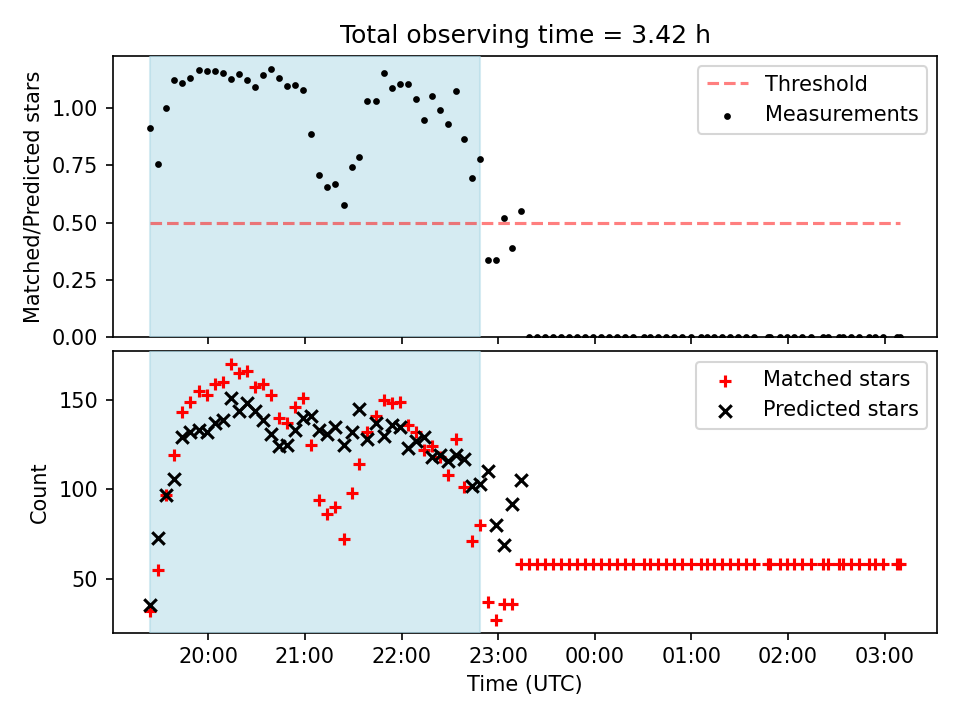 Total observing time = 3.42 h
Matched/Predicted stars
1.00
0.75
0.50
0.25
0.00
Threshold
Measurements
Count
150
100
50
Matched stars
Predicted stars
20:00 21:00 22:00 23:00 00:00 01:00 02:00 03:00
Time (UTC)